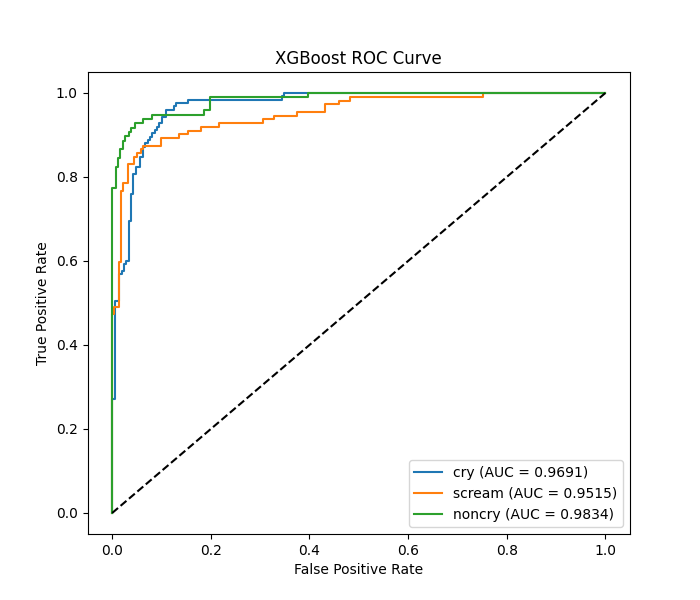 XGBoost ROC Curve
True Positive Rate
1.0
0.8
0.6
0.4
0.2
0.0
cry (AUC = 0.9691)
scream (AUC = 0.9515)
noncry (AUC = 0.9834)
0.0 0.2 0.4 0.6 0.8 1.0
False Positive Rate